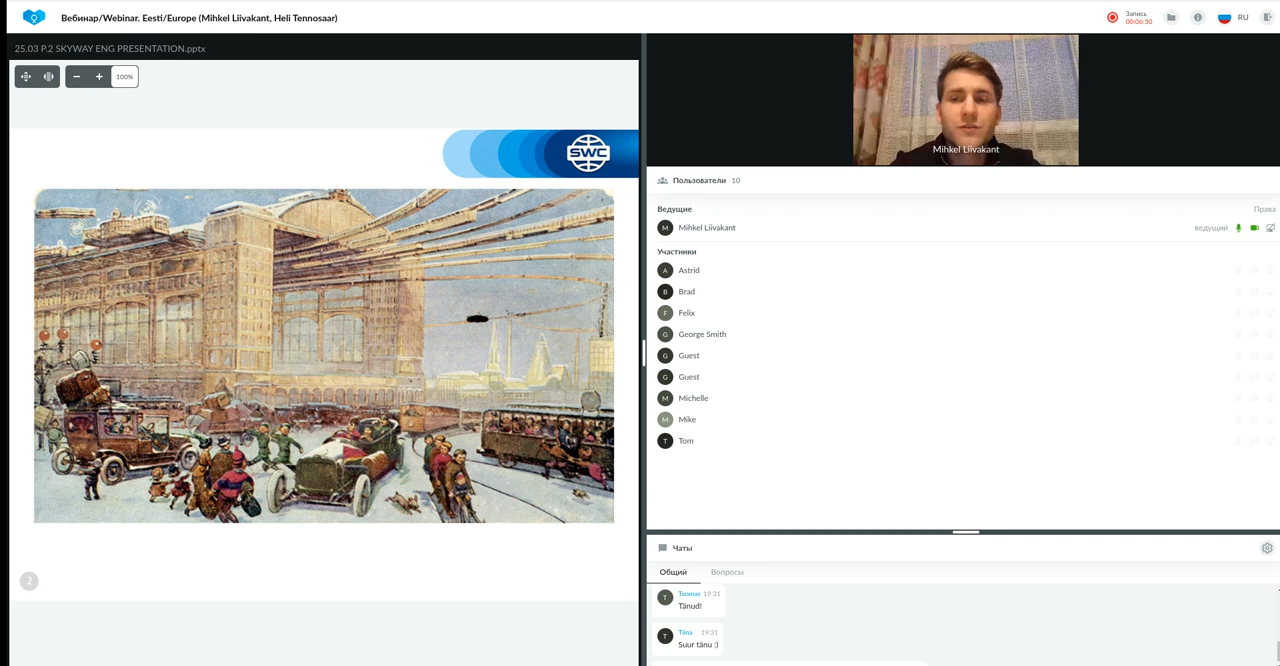 Вебинар/Webinar. Eesti/Europe (Mihkel Liivakant, Heli Tennosaar)
Запись
00:06:50
RU
25.03 P.2 SKYWAY ENG PRESENTATION.pptx
100%
SWC
2
Mihkel Liivakant
Пользователи 10
Ведущие Права
M Mihkel Liivakant ведущий
Участники
A Astrid
B Brad
F Felix
G George Smith
G Guest
G Guest
M Michelle
M Mike
T Tom
Чаты
Общий Вопросы
T Toomas 19:31
Tänud!
T Tiina 19:31
Suur tänu :)